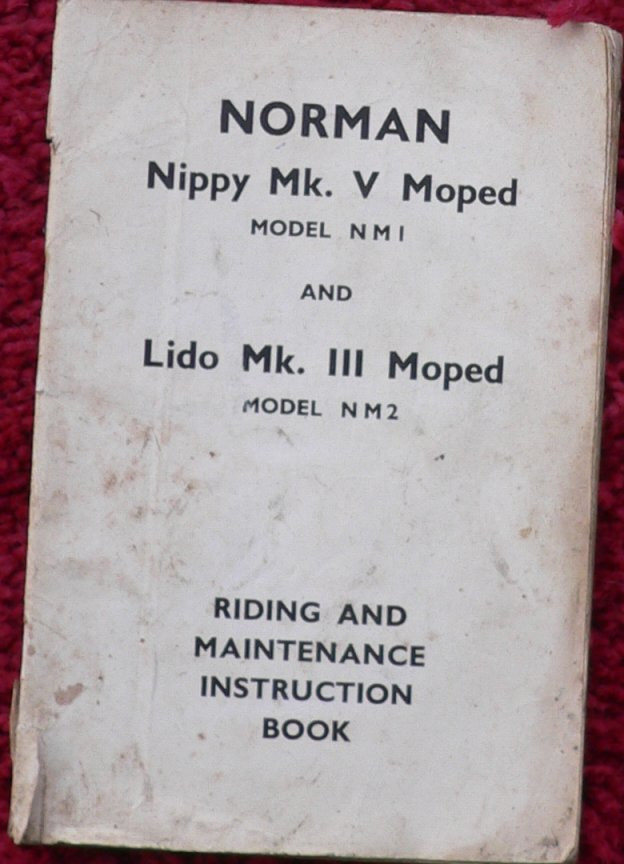 NORMAN
Nippy Mk. V Moped
MODEL NM1
AND
Lido Mk. III Moped
MODEL NM2
RIDING AND
MAINTENANCE
INSTRUCTION
BOOK